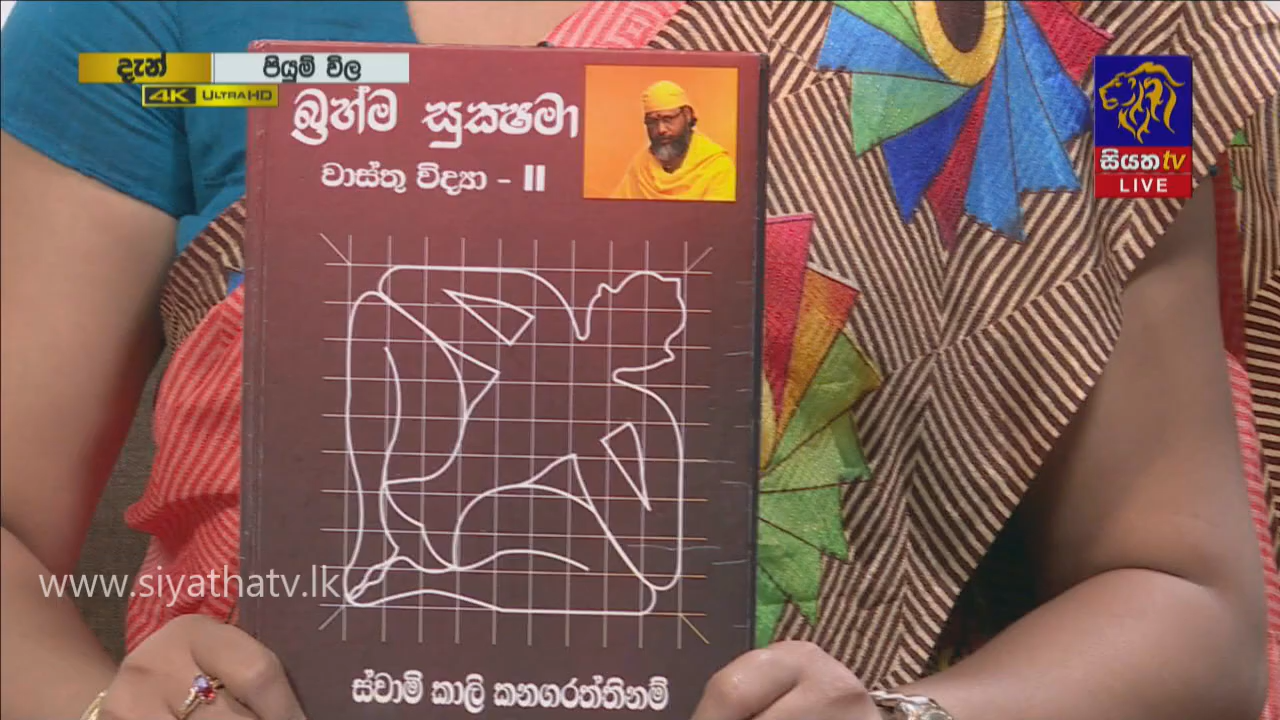 දැන් පියුම් විල
4K ULTRA HD
සියත tv
LIVE
බ්‍රහ්ම සුක්ෂමා
වාස්තු විද්‍යා - II
www.siyathatv.lk
ස්වාමි කාලි කනගරත්තිනම්